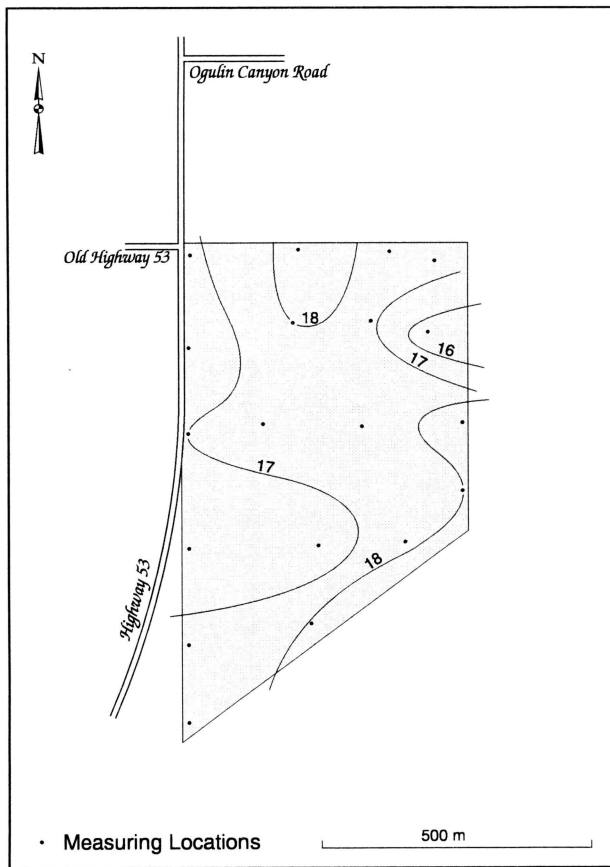 N
Ogulin Canyon Road
Old Highway 53
18
16
17
17
18
Highway 53
• Measuring Locations
500 m